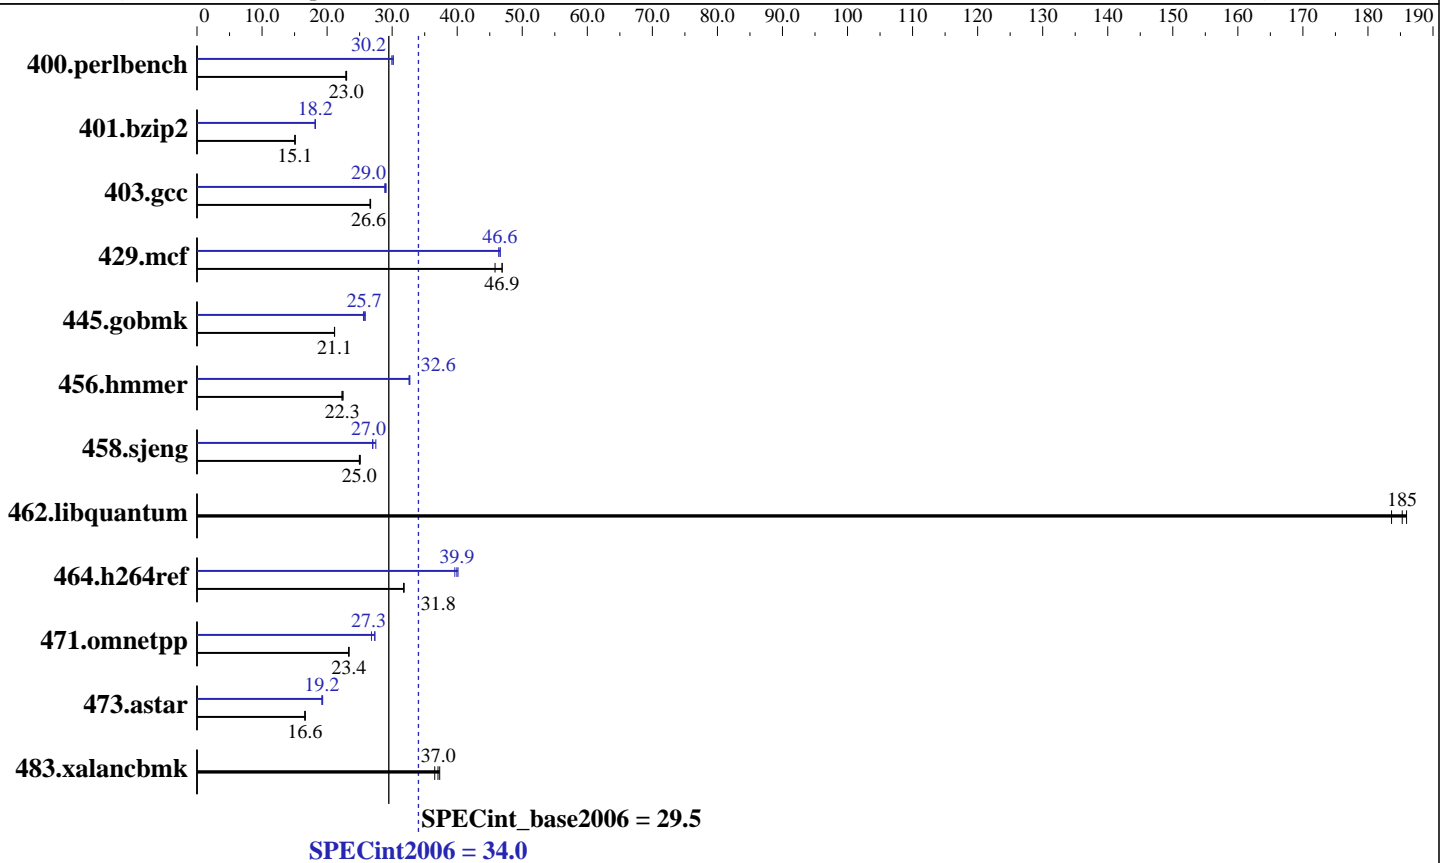 0 10.0 20.0 30.0 40.0 50.0 60.0 70.0 80.0 90.0 100 110 120 130 140 150 160 170 180 190
30.2
400.perlbench
23.0
18.2
401.bzip2
15.1
29.0
403.gcc
26.6
46.6
429.mcf
46.9
25.7
445.gobmk
21.1
32.6
456.hmmer
22.3
27.0
458.sjeng
25.0
185
462.libquantum
39.9
464.h264ref
31.8
27.3
471.omnetpp
23.4
19.2
473.astar
16.6
37.0
483.xalancbmk
SPECint_base2006 = 29.5
SPECint2006 = 34.0